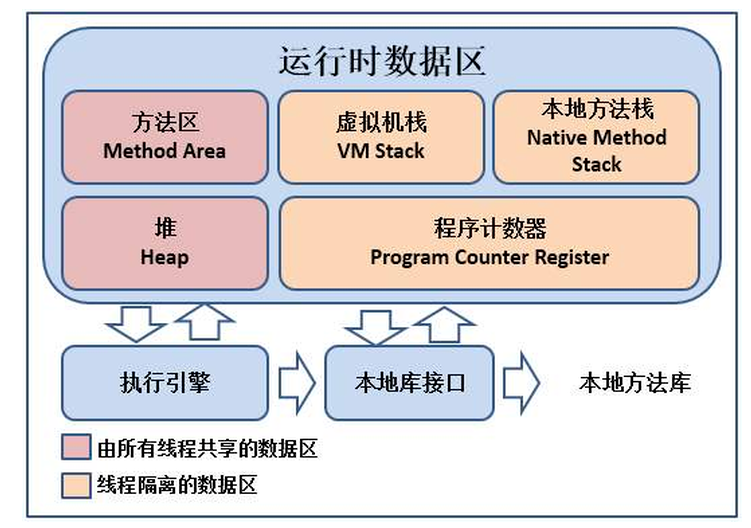 运行时数据区
方法区
Method Area
虚拟机栈
VM Stack
本地方法栈
Native Method
Stack
堆
Heap
程序计数器
Program Counter Register
执行引擎
本地库接口
本地方法库
由所有线程共享的数据区
线程隔离的数据区